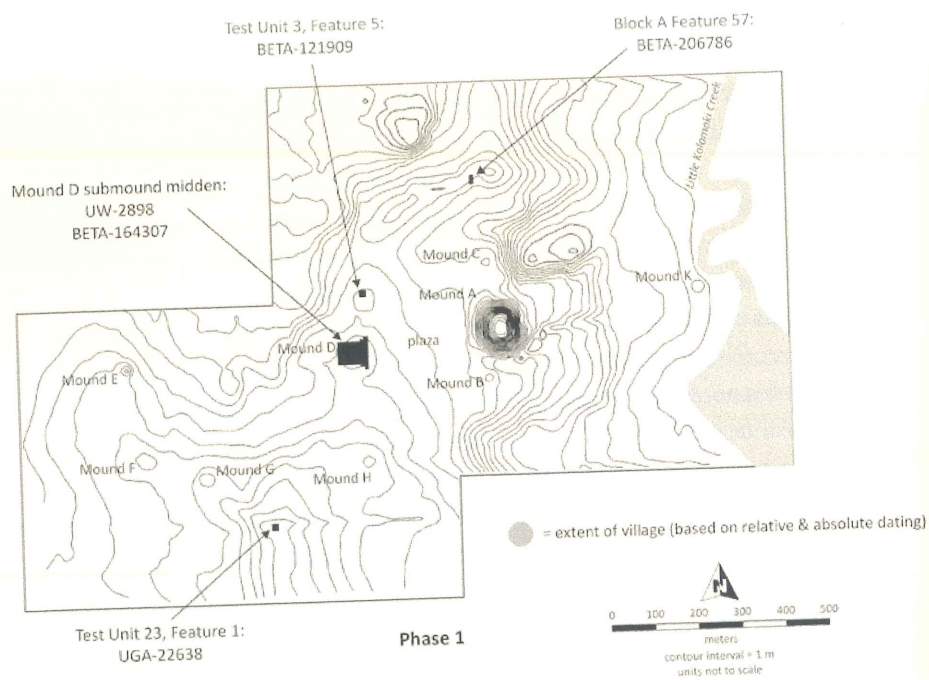 Test Unit 3, Feature 5:
BETA-121909
Block A Feature 57:
BETA-206786
Little Kolomoki Creek
Mound D submound midden:
UW-2898
BETA-164307
Mound C
Mound K
Mound A
plaza
Mound D
Mound E
Mound B
Mound F
Mound G
Mound H
= extent of village (based on relative & absolute dating)
N
0 100 200 300 400 500
meters
contour interval = 1 m
units not to scale
Test Unit 23, Feature 1:
UGA-22638
Phase 1